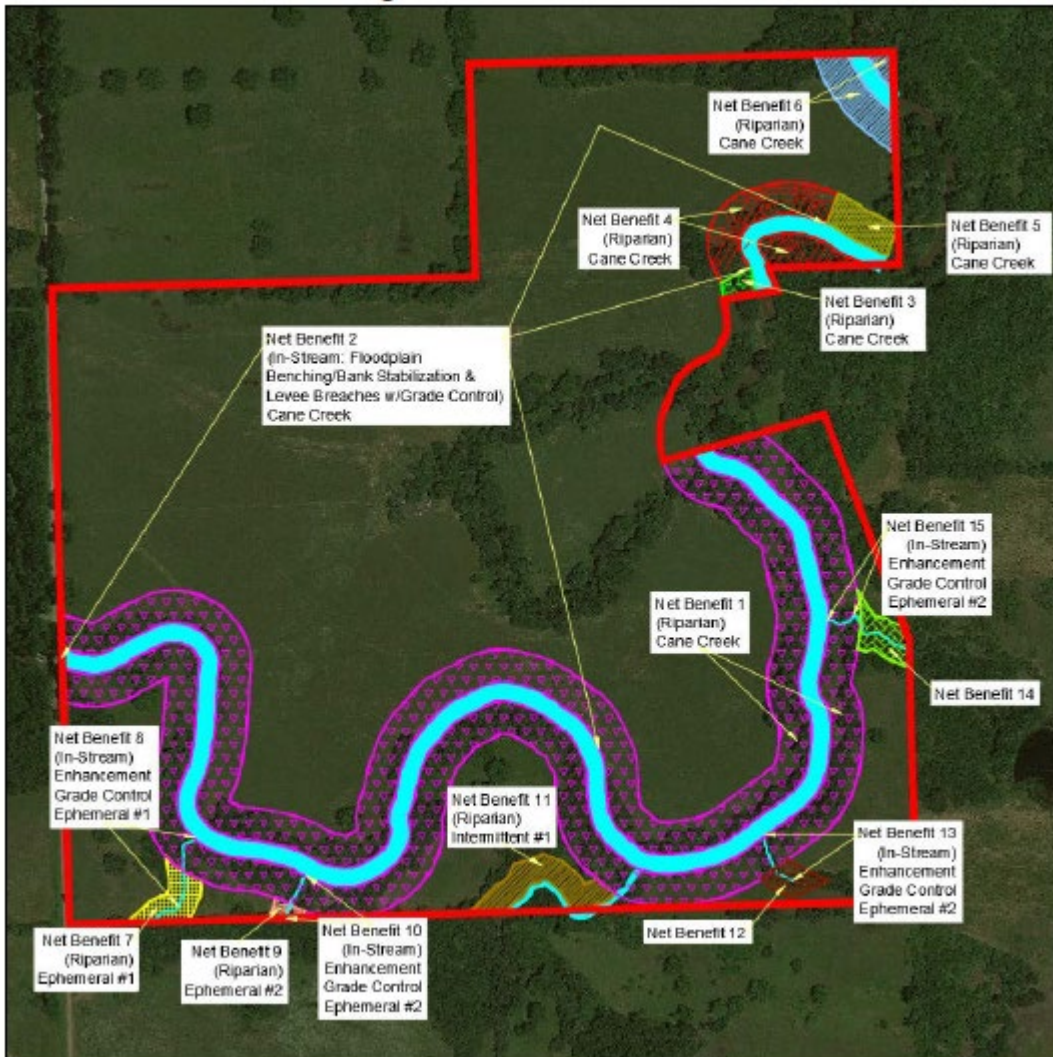 Net Benefit 6
(Riparian)
Cane Creek
Net Benefit 4
(Riparian)
Cane Creek
Net Benefit 5
(Riparian)
Cane Creek
Net Benefit 3
(Riparian)
Cane Creek
Net Benefit 2
(In-Stream: Floodplain
Benching/Bank Stabilization &
Levee Breaches w/Grade Control)
Cane Creek
Net Benefit 15
(In-Stream)
Enhancement
Grade Control
Ephemeral #2
Net Benefit 1
(Riparian)
Cane Creek
Net Benefit 14
Net Benefit 8
(In-Stream)
Enhancement
Grade Control
Ephemeral #1
Net Benefit 11
(Riparian)
Intermittent #1
Net Benefit 13
(In-Stream)
Enhancement
Grade Control
Ephemeral #2
Net Benefit 7
(Riparian)
Ephemeral #1
Net Benefit 9
(Riparian)
Ephemeral #2
Net Benefit 10
(In-Stream)
Enhancement
Grade Control
Ephemeral #2
Net Benefit 12